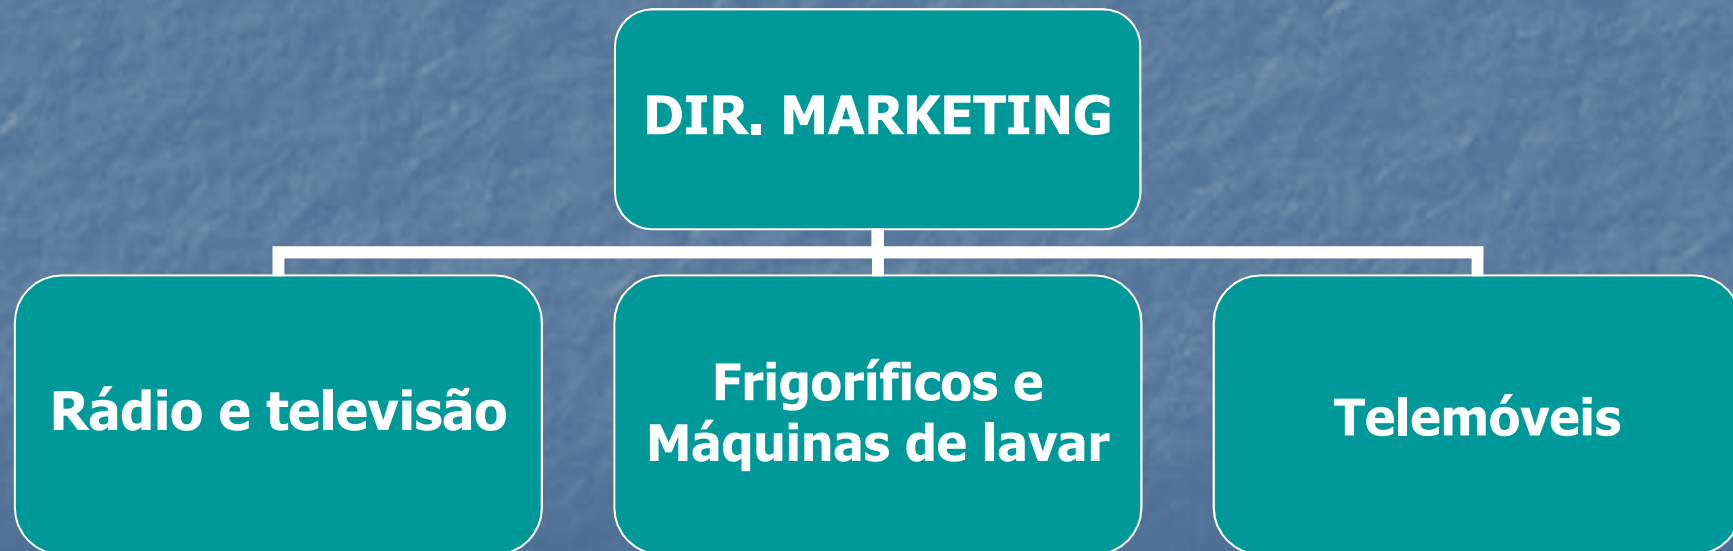 DIR. MARKETING
Rádio e televisão
Frigoríficos e
Máquinas de lavar
Telemóveis